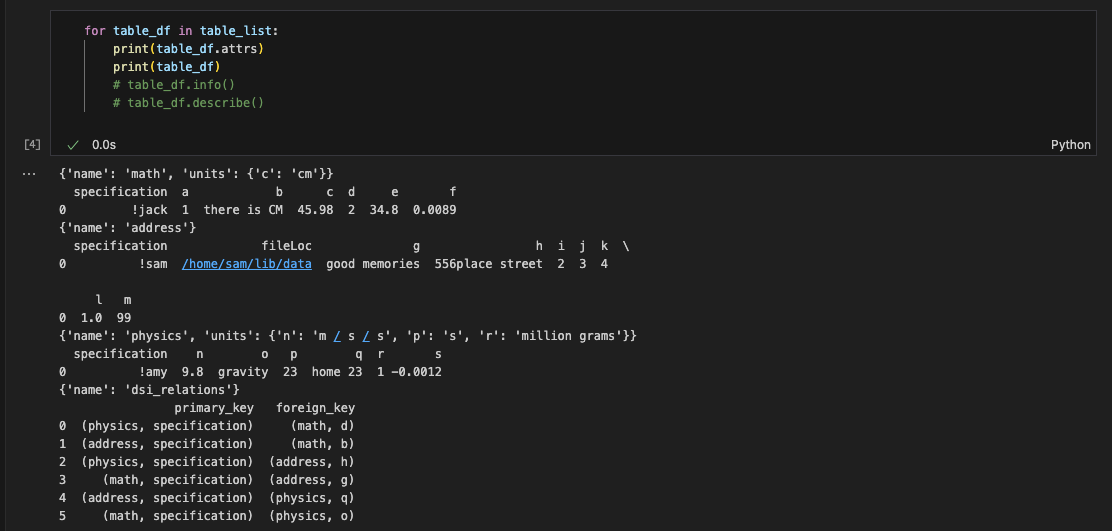 for table_df in table_list:
    print(table_df.attrs)
    print(table_df)
    # table_df.info()
    # table_df.describe()
[4] ✓ 0.0s Python
... {'name': 'math', 'units': {'c': 'cm'}}
  specification  a            b      c  d     e       f
0         !jack  1  there is CM  45.98  2  34.8  0.0089
{'name': 'address'}
  specification             fileLoc              g                h  i  j  k  \
0          !sam  /home/sam/lib/data  good memories  556place street  2  3  4

     l   m
0  1.0  99
{'name': 'physics', 'units': {'n': 'm / s / s', 'p': 's', 'r': 'million grams'}}
  specification    n        o   p        q  r       s
0          !amy  9.8  gravity  23  home 23  1 -0.0012
{'name': 'dsi_relations'}
                primary_key   foreign_key
0  (physics, specification)     (math, d)
1  (address, specification)     (math, b)
2  (physics, specification)  (address, h)
3     (math, specification)  (address, g)
4  (address, specification)  (physics, q)
5     (math, specification)  (physics, o)